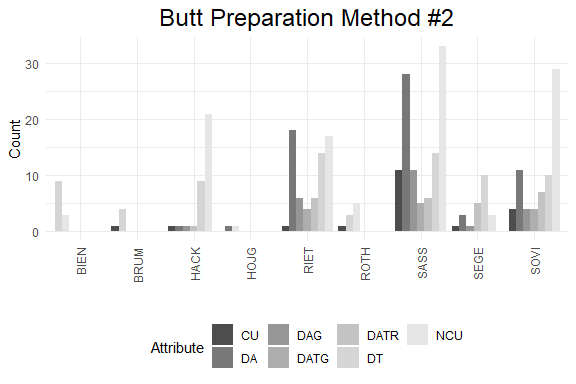 Butt Preparation Method #2
Count
30
20
10
0
BIEN BRUM HACK HOJG RIET ROTH SASS SEGE SOVI
Attribute
CU DAG DATR NCU
DA DATG DT